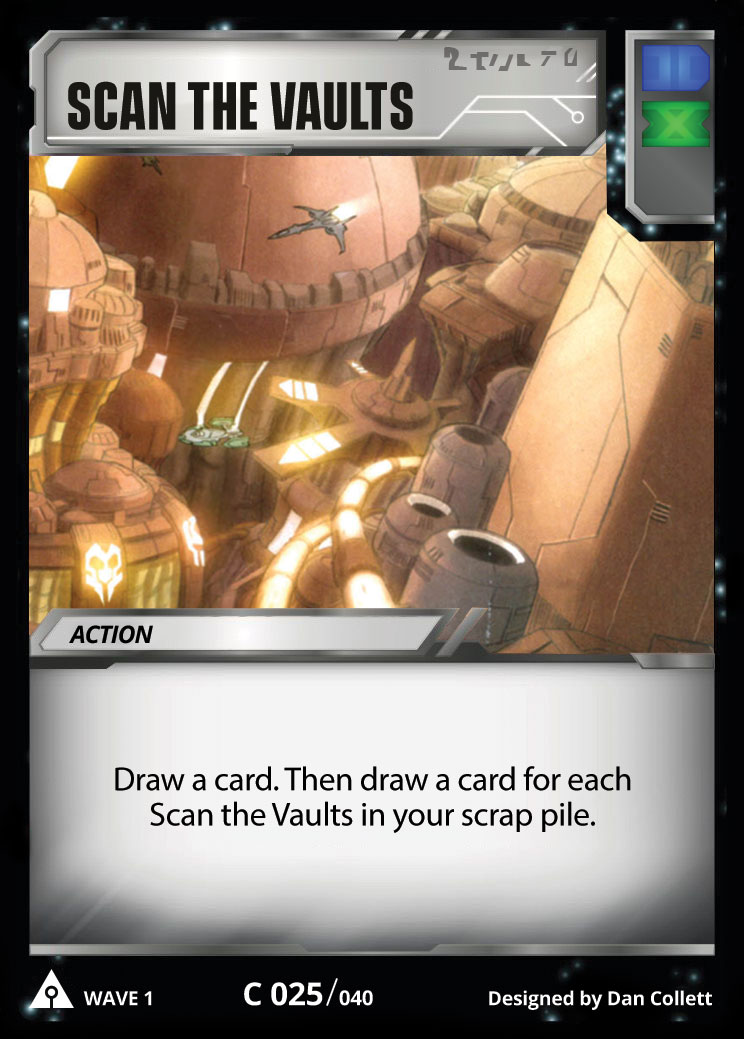 SCAN THE VAULTS
ACTION
Draw a card. Then draw a card for each
Scan the Vaults in your scrap pile.
WAVE 1
C 025/040
Designed by Dan Collett